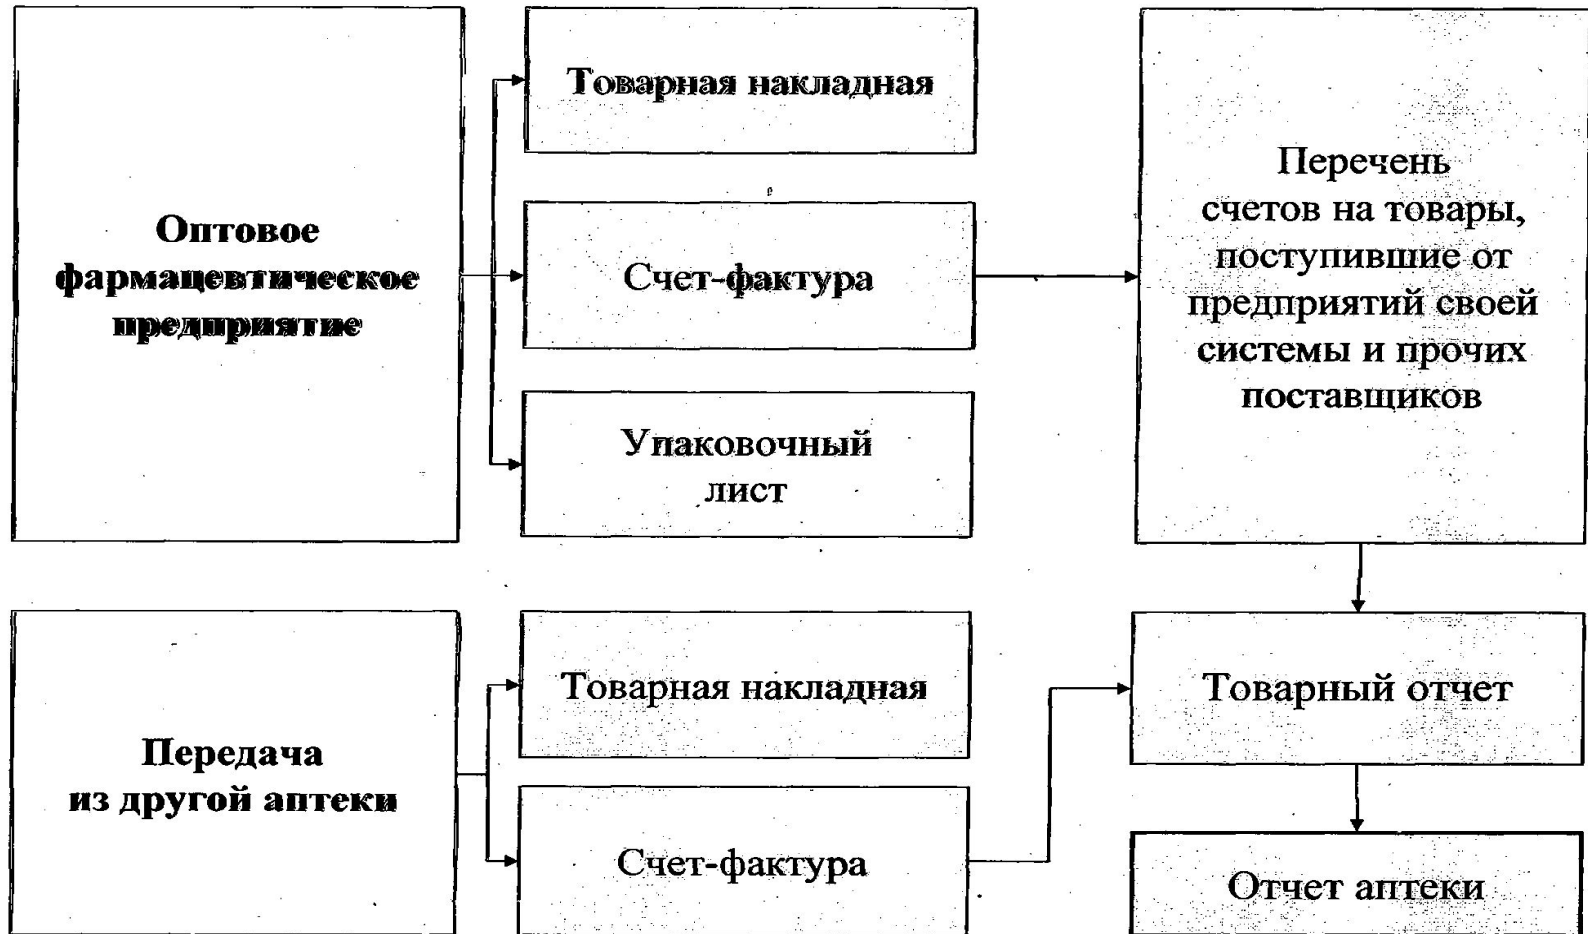 Товарная накладная
Оптовое
фармацевтическое
предприятие
Счет-фактура
Упаковочный
лист
Перечень
счетов на товары,
поступившие от
предприятий своей
системы и прочих
поставщиков
Передача
из другой аптеки
Товарная накладная
Счет-фактура
Товарный отчет
Отчет аптеки